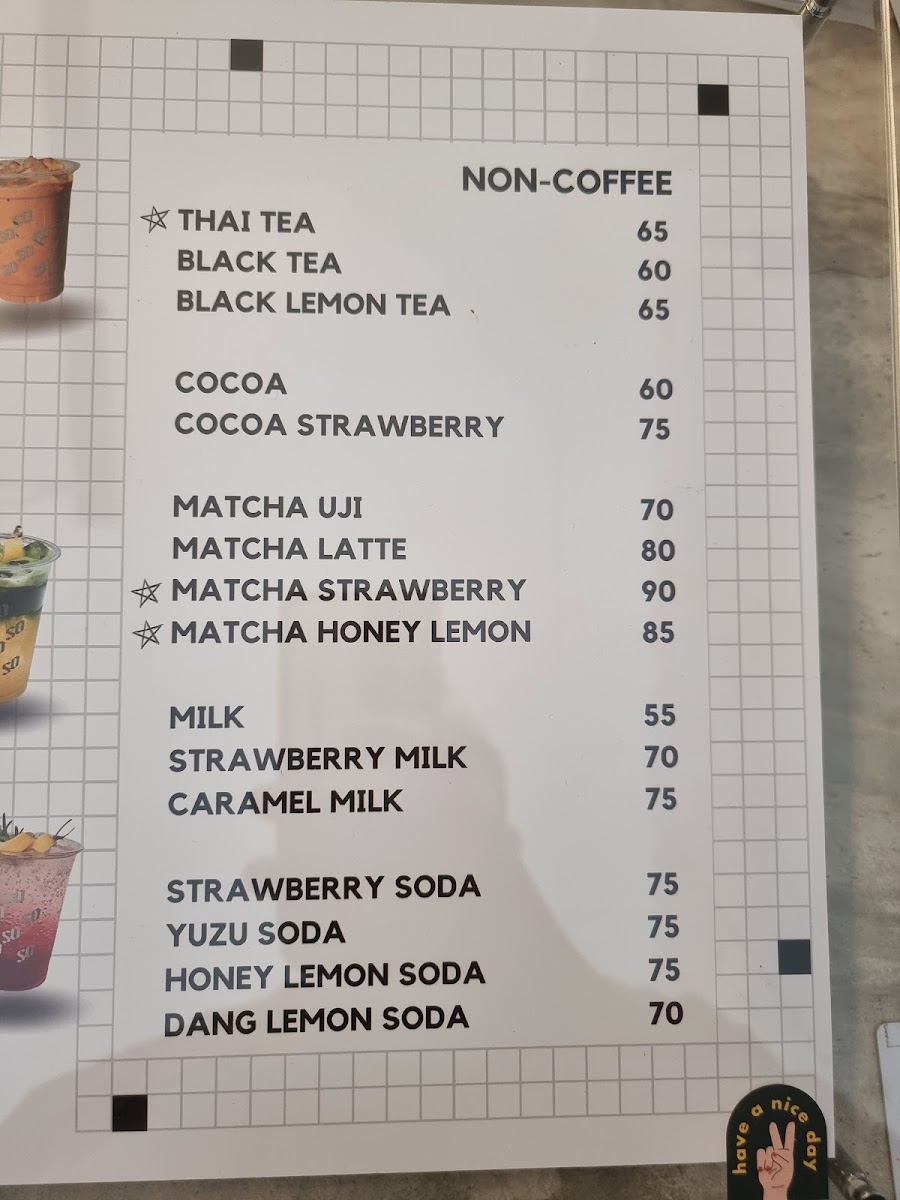 NON-COFFEE
THAI TEA 65
BLACK TEA 60
BLACK LEMON TEA 65
COCOA 60
COCOA STRAWBERRY 75
MATCHA UJI 70
MATCHA LATTE 80
MATCHA STRAWBERRY 90
MATCHA HONEY LEMON 85
MILK 55
STRAWBERRY MILK 70
CARAMEL MILK 75
STRAWBERRY SODA 75
YUZU SODA 75
HONEY LEMON SODA 75
DANG LEMON SODA 70
have a nice day